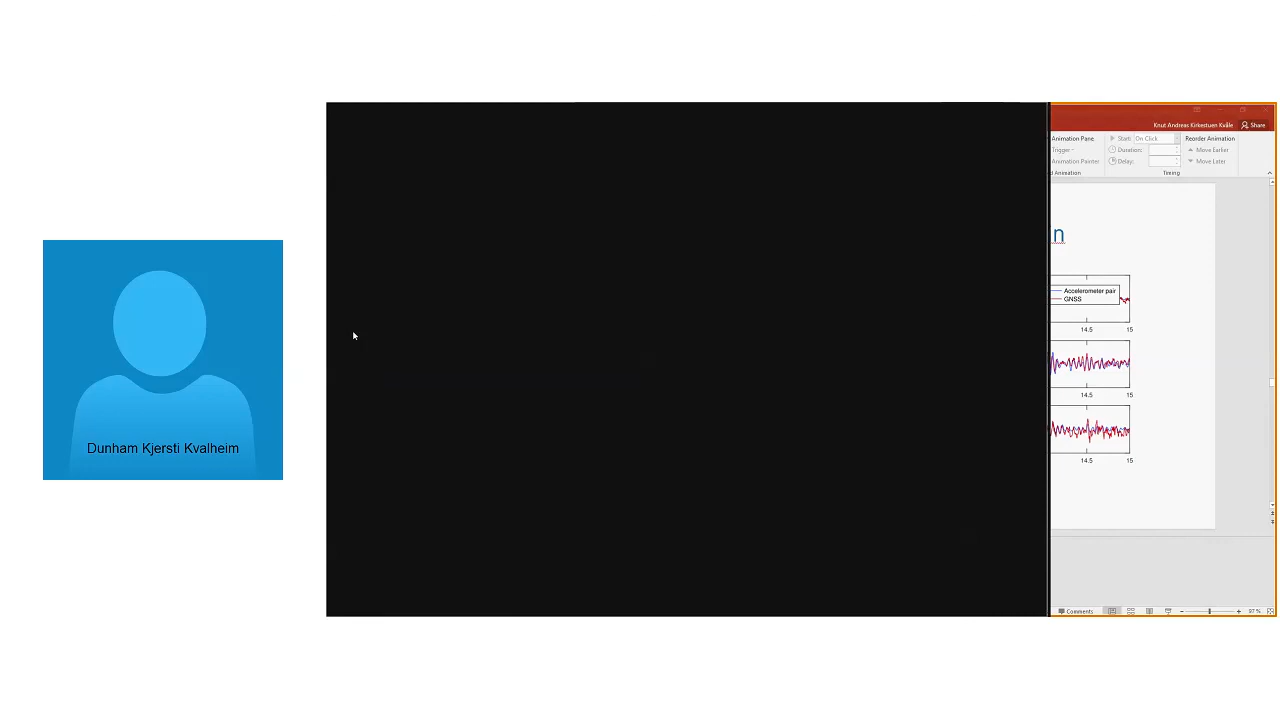 Dunham Kjersti Kvalheim
Knut Andreas Kirkestuen Kvåle Share
Animation Pane Start: On Click Reorder Animation
Trigger Duration: Move Earlier
Animation Painter Delay: Move Later
d Animation Timing
n
Accelerometer pair
GNSS
14.5 15
14.5 15
14.5 15
Comments 97 %